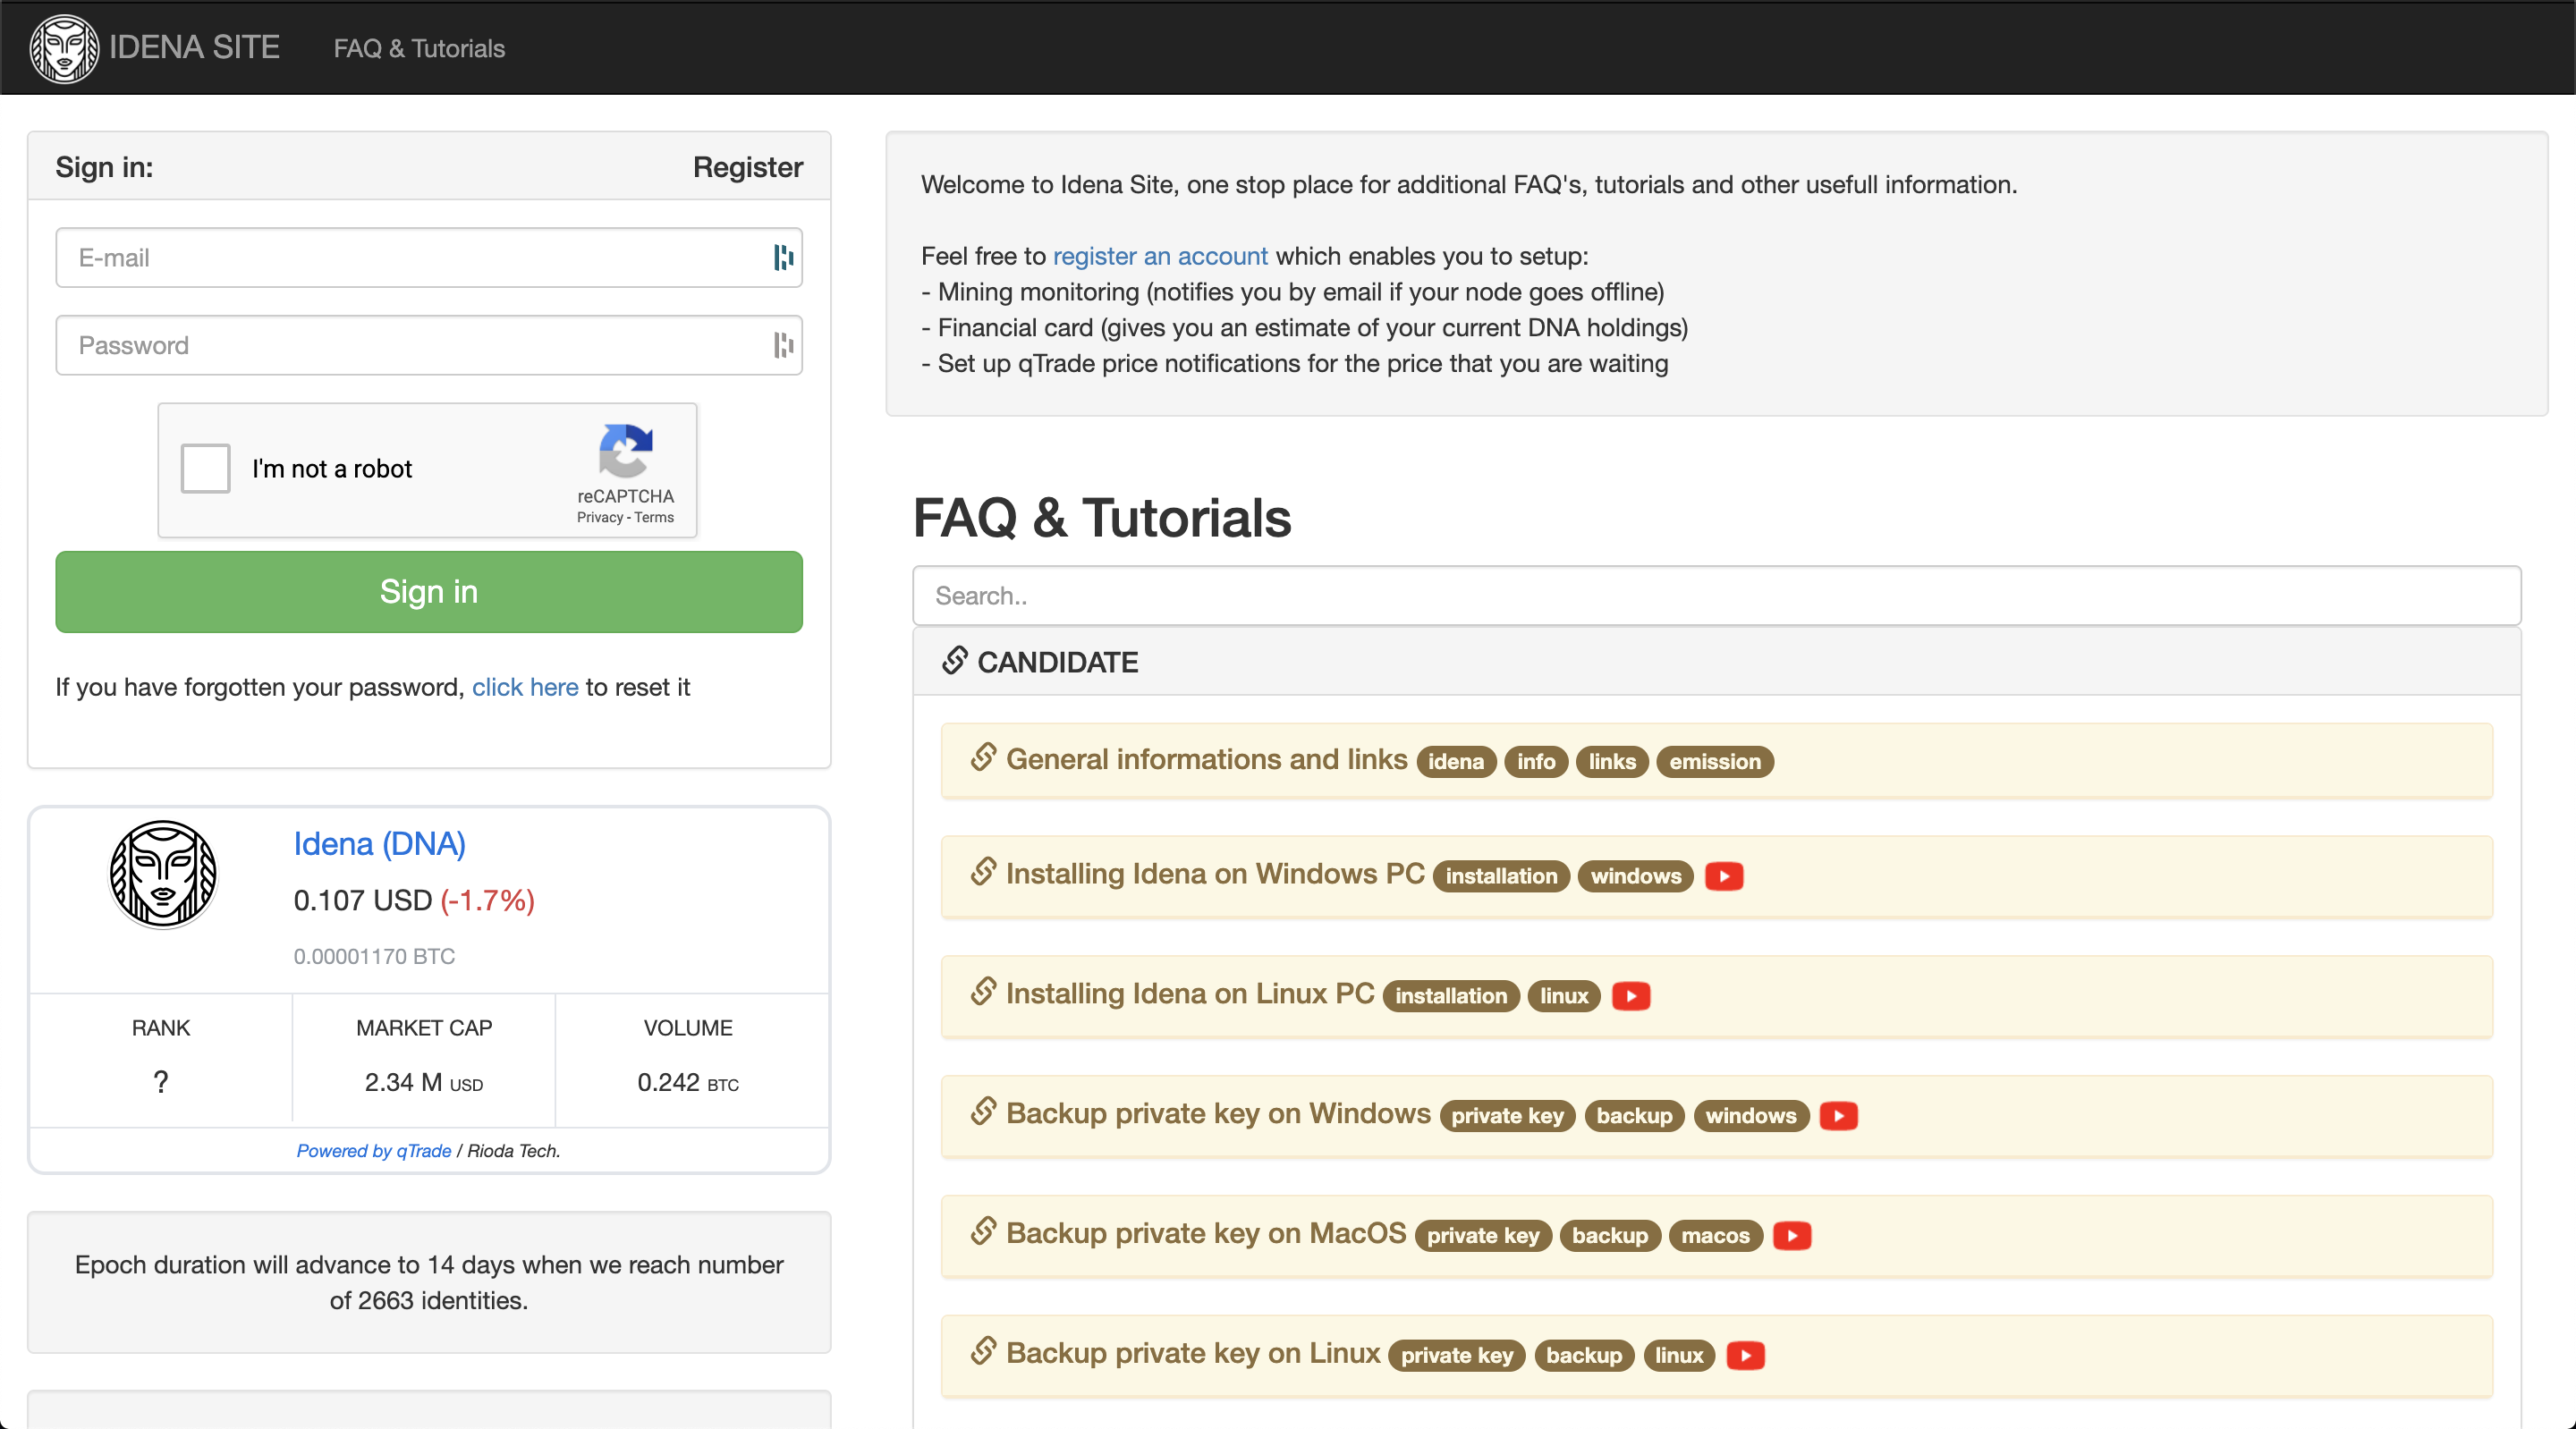 IDENA SITE
FAQ & Tutorials
Sign in:
Register
E-mail
Password
I'm not a robot
reCAPTCHA
Privacy - Terms
Sign in
If you have forgotten your password, click here to reset it
Idena (DNA)
0.107 USD (-1.7%)
0.00001170 BTC
RANK
?
MARKET CAP
2.34 M USD
VOLUME
0.242 BTC
Powered by qTrade / Rioda Tech.
Epoch duration will advance to 14 days when we reach number
of 2663 identities.
Welcome to Idena Site, one stop place for additional FAQ's, tutorials and other usefull information.
Feel free to register an account which enables you to setup:
- Mining monitoring (notifies you by email if your node goes offline)
- Financial card (gives you an estimate of your current DNA holdings)
- Set up qTrade price notifications for the price that you are waiting
FAQ & Tutorials
Search..
CANDIDATE
General informations and links idena info links emission
Installing Idena on Windows PC installation windows
Installing Idena on Linux PC installation linux
Backup private key on Windows private key backup windows
Backup private key on MacOS private key backup macos
Backup private key on Linux private key backup linux